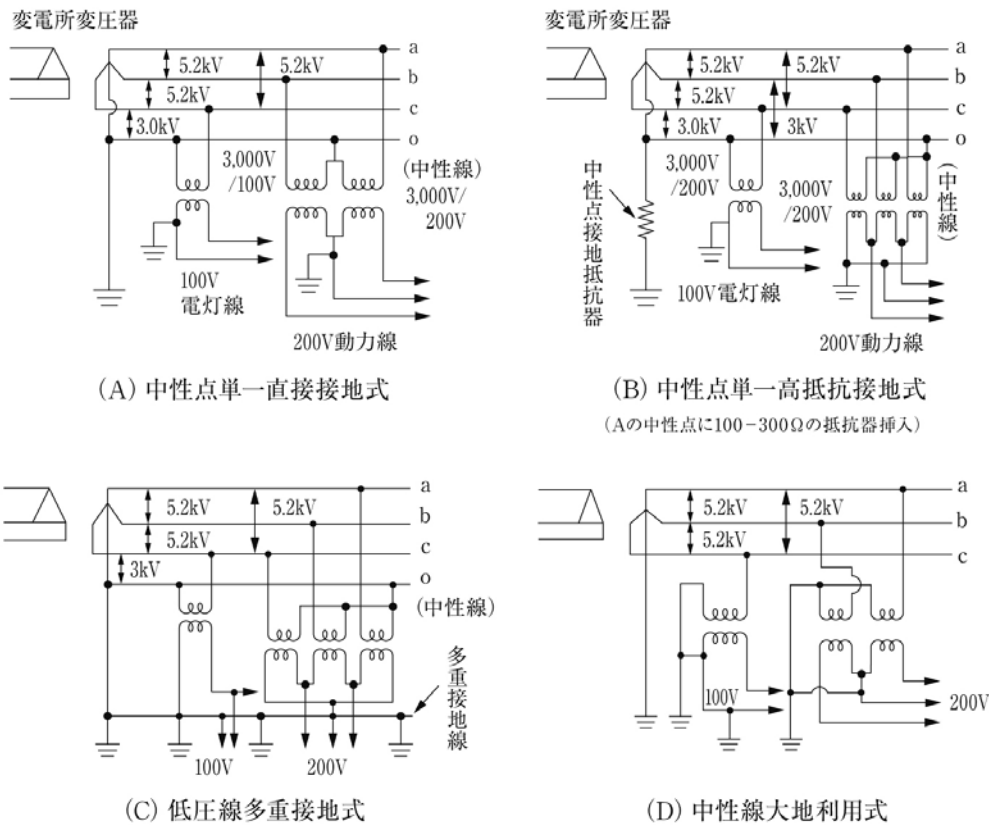 変電所変圧器
a
5.2kV
5.2kV
b
5.2kV
c
3.0kV
o
(中性線)
3,000V
/100V
3,000V/
200V
100V
電灯線
200V動力線
(A) 中性点単一直接接地式
変電所変圧器
a
5.2kV
5.2kV
b
5.2kV
c
3.0kV
3kV
o
中性点接地抵抗器
3,000V
/200V
3,000V
/200V
(中性線)
100V電灯線
200V動力線
(B) 中性点単一高抵抗接地式
(Aの中性点に100−300Ωの抵抗器挿入)
a
5.2kV
5.2kV
b
5.2kV
c
3kV
o
(中性線)
多重接地線
100V
200V
(C) 低圧線多重接地式
a
5.2kV
5.2kV
b
5.2kV
c
100V
200V
(D) 中性線大地利用式